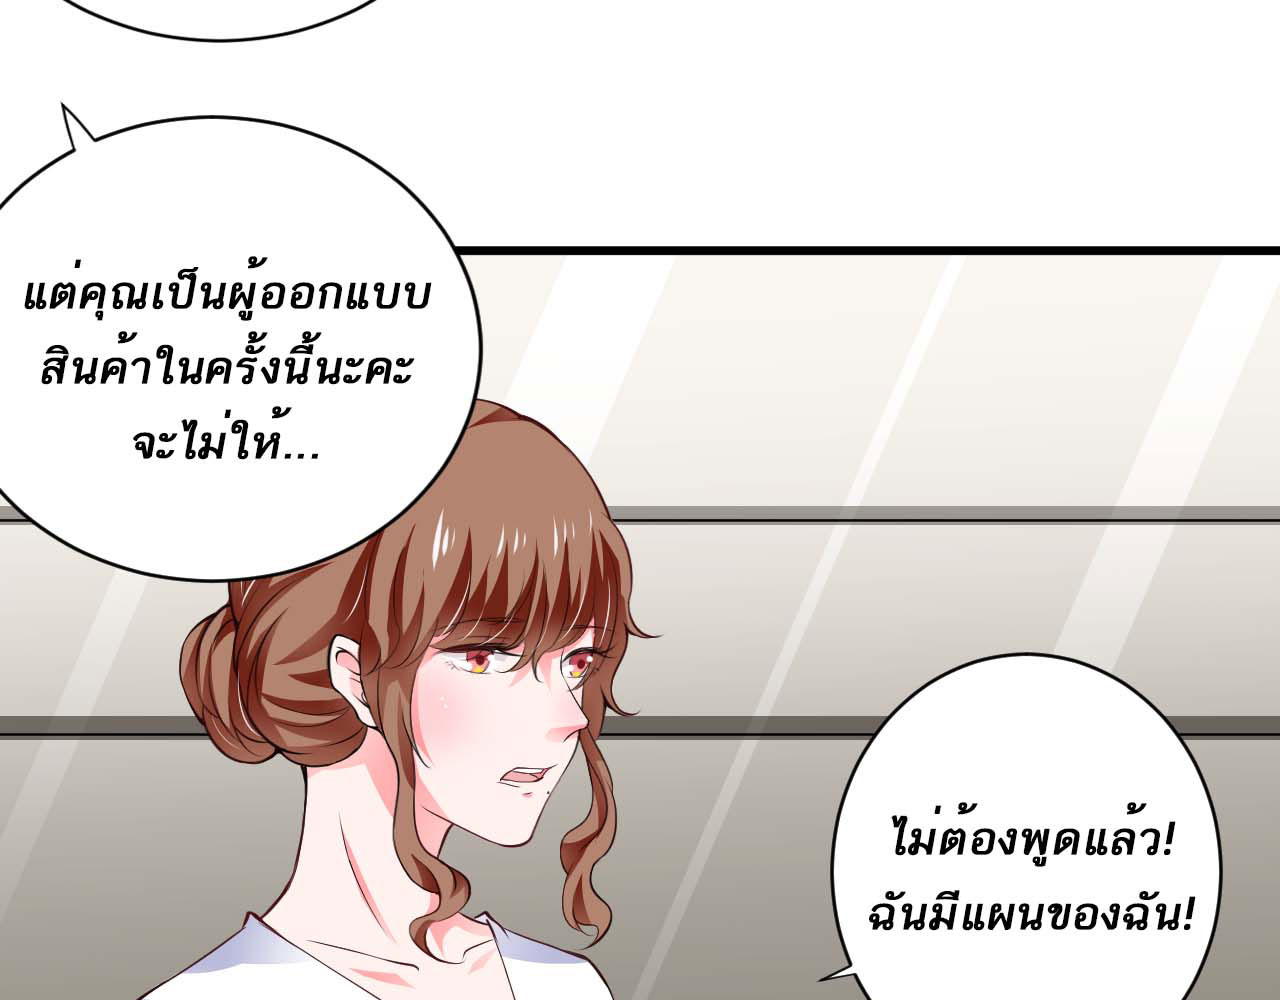 แต่คุณเป็นผู้ออกแบบ
สินค้าในครั้งนี้นะคะ
จะไม่ให้...
ไม่ต้องพูดแล้ว!
ฉันมีแผนของฉัน!